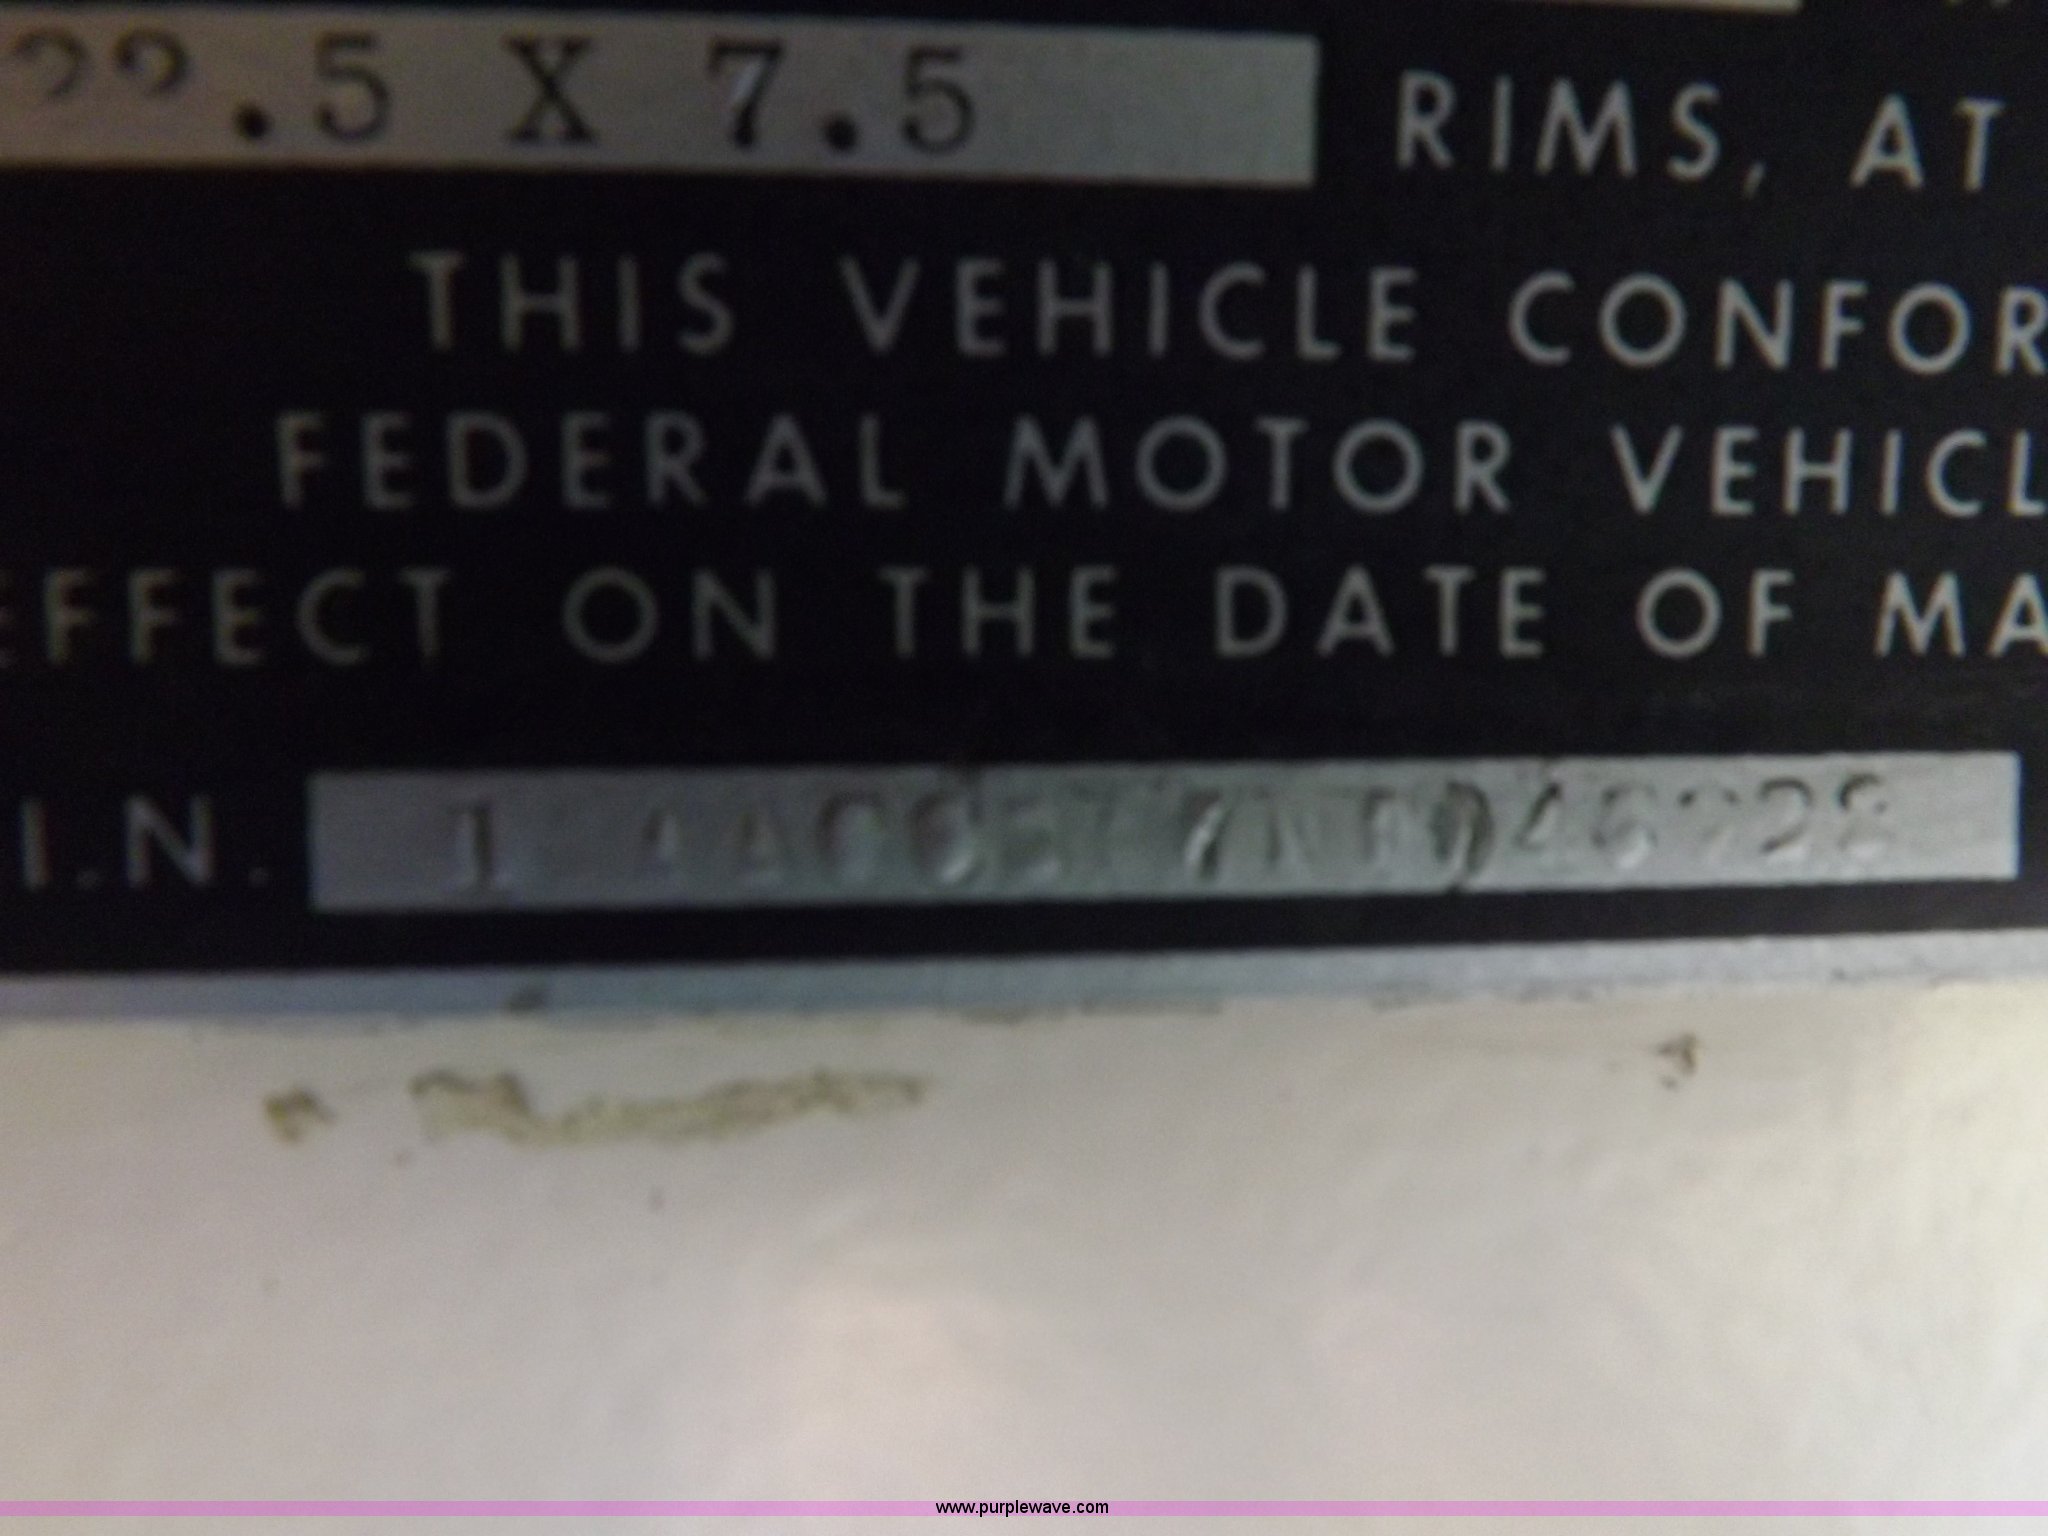 22.5 X 7.5 RIMS, AT
THIS VEHICLE CONFOR
FEDERAL MOTOR VEHICL
EFFECT ON THE DATE OF MA
I.N.
www.purplewave.com